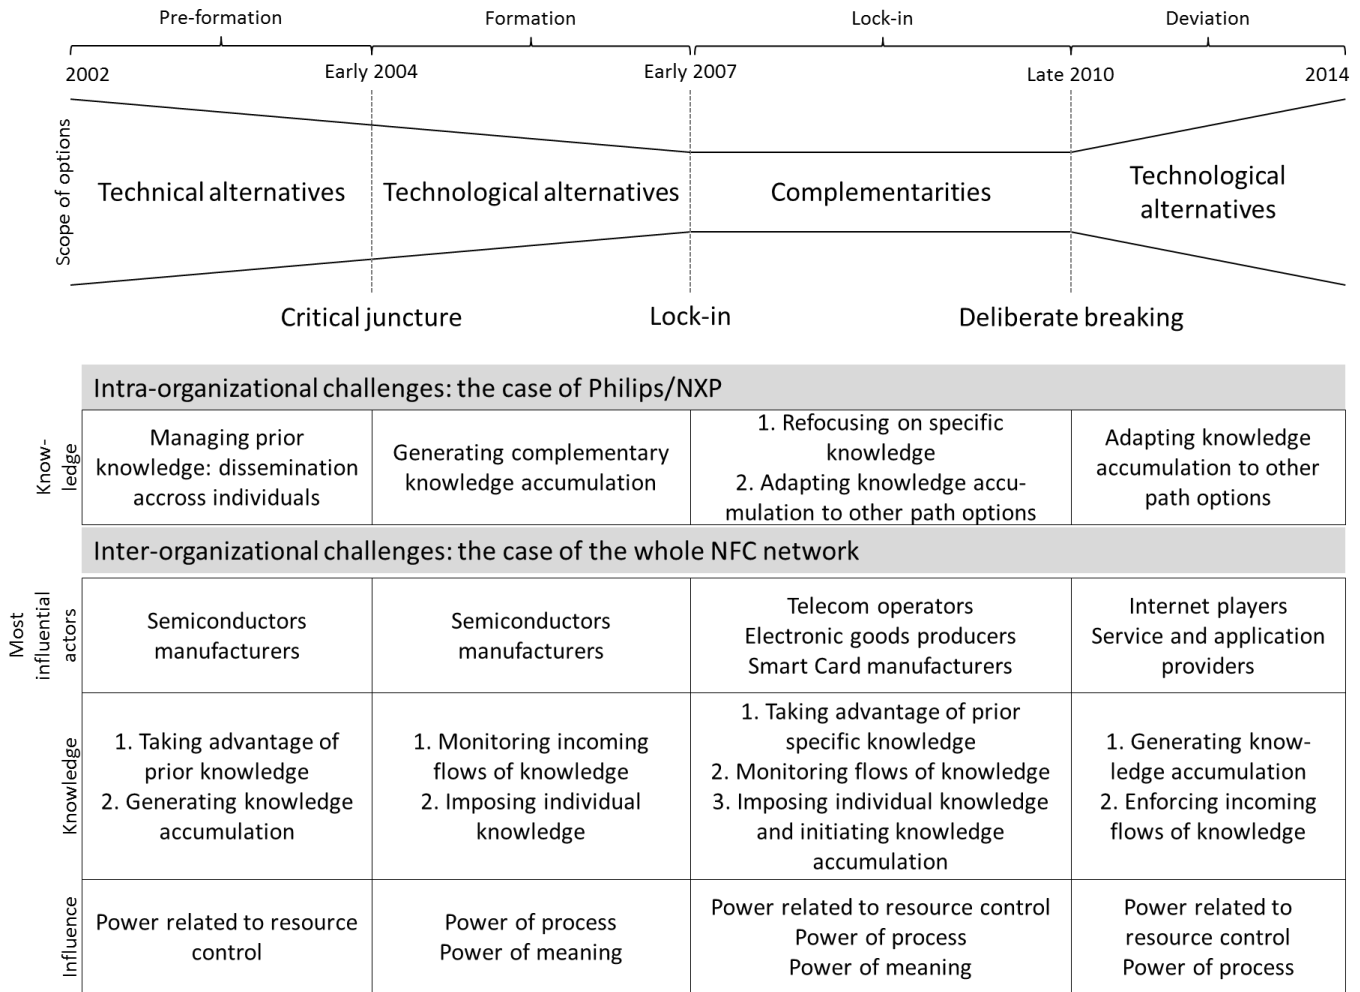 Pre-formation
Formation
Lock-in
Deviation
2002
Early 2004
Early 2007
Late 2010
2014
Scope of options
Technical alternatives
Technological alternatives
Complementarities
Technological
alternatives
Critical juncture
Lock-in
Deliberate breaking
Intra-organizational challenges: the case of Philips/NXP
Know-
ledge
Managing prior
knowledge: dissemination
accross individuals
Generating complementary
knowledge accumulation
1. Refocusing on specific
knowledge
2. Adapting knowledge accu-
mulation to other path options
Adapting knowledge
accumulation to other
path options
Inter-organizational challenges: the case of the whole NFC network
Most
influential
actors
Semiconductors
manufacturers
Semiconductors
manufacturers
Telecom operators
Electronic goods producers
Smart Card manufacturers
Internet players
Service and application
providers
Knowledge
1. Taking advantage of
prior knowledge
2. Generating knowledge
accumulation
1. Monitoring incoming
flows of knowledge
2. Imposing individual
knowledge
1. Taking advantage of prior
specific knowledge
2. Monitoring flows of knowledge
3. Imposing individual knowledge
and initiating knowledge
accumulation
1. Generating know-
ledge accumulation
2. Enforcing incoming
flows of knowledge
Influence
Power related to resource
control
Power of process
Power of meaning
Power related to resource control
Power of process
Power of meaning
Power related to
resource control
Power of process